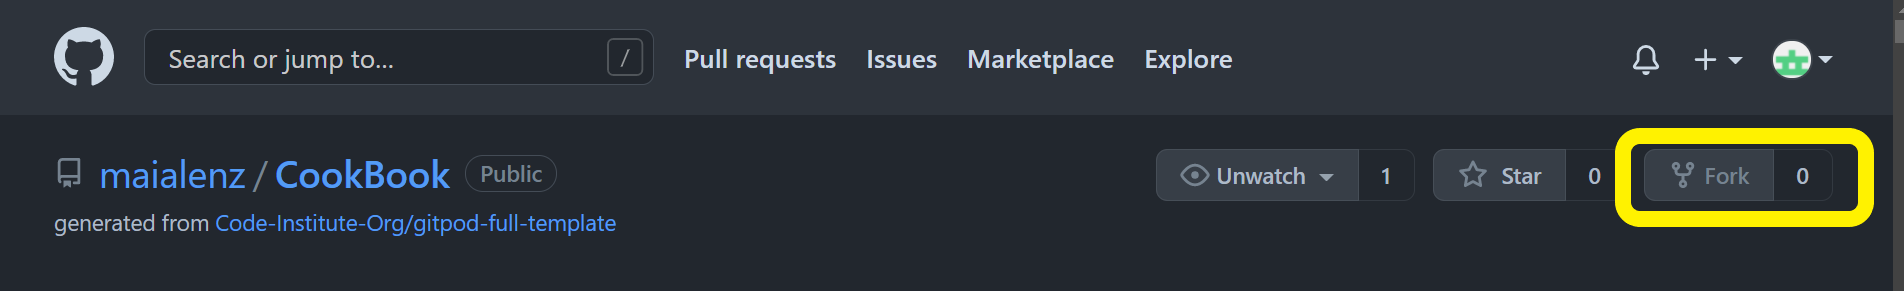 Search or jump to... / Pull requests Issues Marketplace Explore
maialenz / CookBook Public Unwatch 1 Star 0 Fork 0
generated from Code-Institute-Org/gitpod-full-template